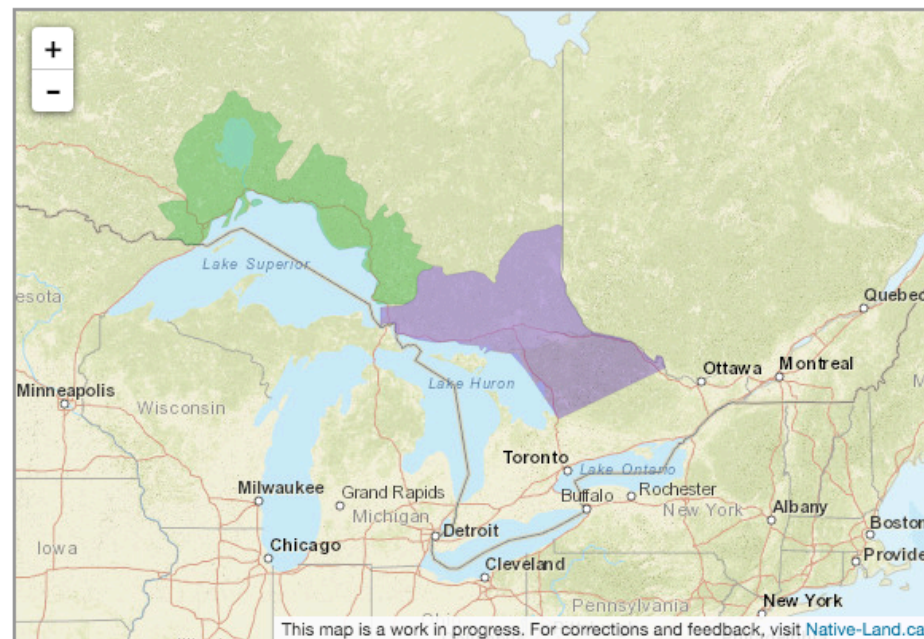 +
−
Lake Superior
Quebec
Ottawa
Montreal
Lake Huron
Minneapolis
Wisconsin
Toronto
Lake Ontario
Milwaukee
Grand Rapids
Buffalo
Rochester
Michigan
New York
Albany
Detroit
Boston
Iowa
Chicago
Cleveland
Provide
Pennsylvania
New York
This map is a work in progress. For corrections and feedback, visit Native-Land.ca